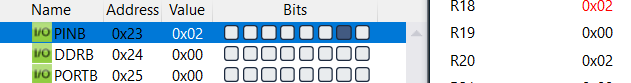 Name Address Value Bits
I/O PINB 0x23 0x02
I/O DDRB 0x24 0x00
I/O PORTB 0x25 0x00
R18 0x02
R19 0x00
R20 0x02